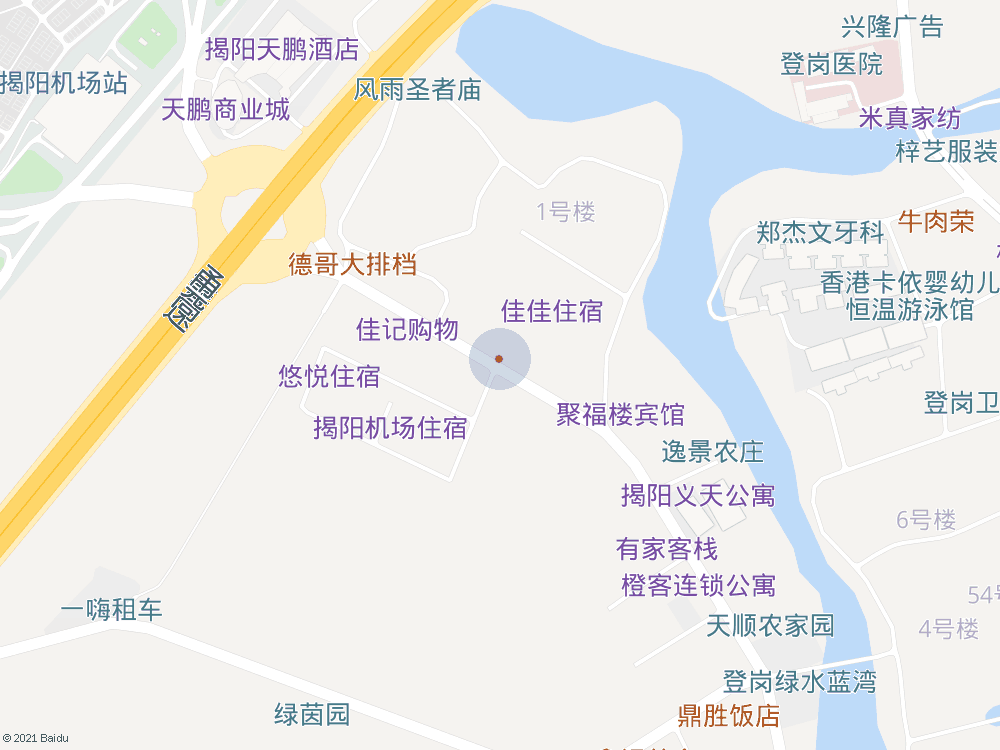 兴隆广告
揭阳天鹏酒店
登岗医院
揭阳机场站
风雨圣者庙
天鹏商业城
米真家纺
梓艺服装
1号楼
牛肉荣
郑杰文牙科
德哥大排档
香港卡依婴幼儿
恒温游泳馆
甬莞
佳佳住宿
佳记购物
悠悦住宿
登岗卫
聚福楼宾馆
揭阳机场住宿
逸景农庄
揭阳义天公寓
6号楼
有家客栈
橙客连锁公寓
54号
一嗨租车
天顺农家园
4号楼
登岗绿水蓝湾
绿茵园
鼎胜饭店
© 2021 Baidu